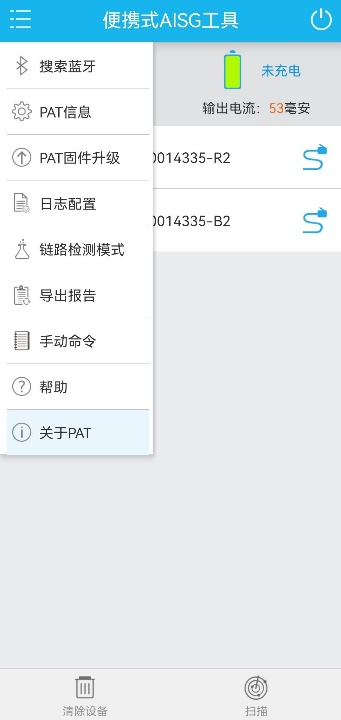 便携式AISG工具
搜索蓝牙
未充电
PAT信息
输出电流：53毫安
PAT固件升级
0014335-R2
日志配置
0014335-B2
链路检测模式
导出报告
手动命令
帮助
关于PAT
清除设备
扫描